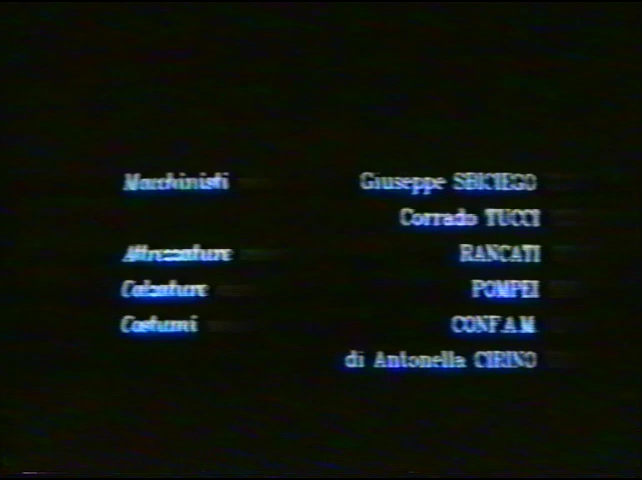 Macchinisti Giuseppe SBICIEGO
Corrado TUCCI
Attrezzature RANCATI
Calzature POMPEI
Costumi CONF.A.M.
di Antonella CIRINO